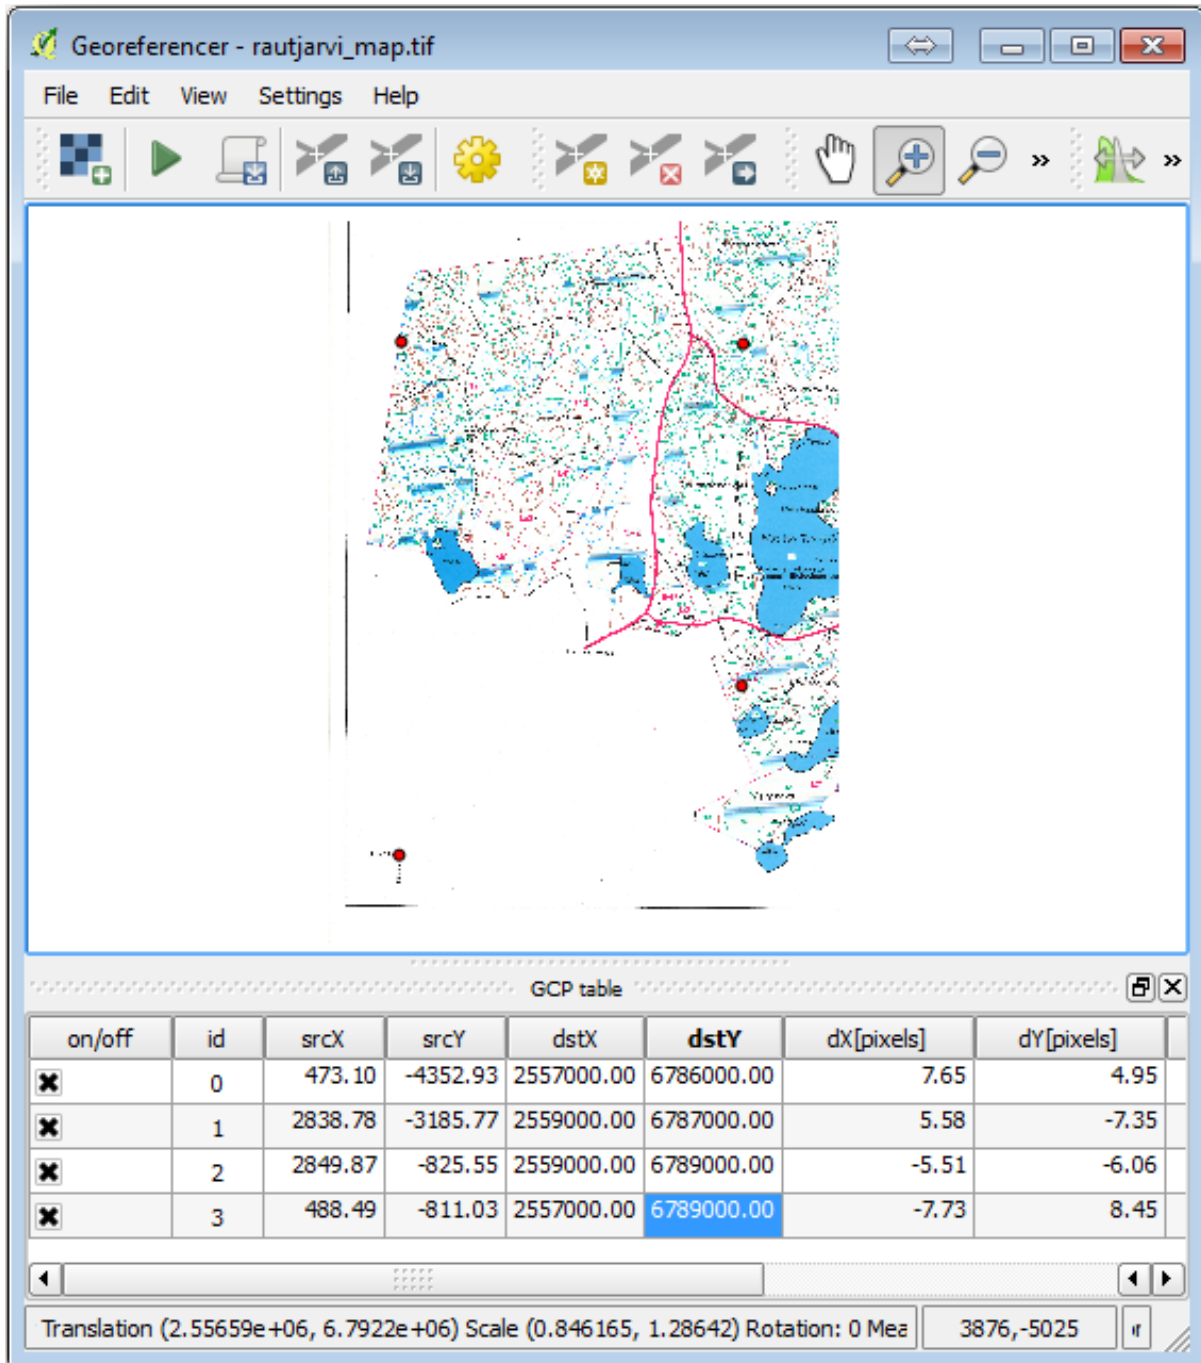 Georeferencer - rautjarvi_map.tif
File Edit View Settings Help
» »
GCP table
on/off id srcX srcY dstX dstY dX[pixels] dY[pixels]
0 473.10 -4352.93 2557000.00 6786000.00 7.65 4.95
1 2838.78 -3185.77 2559000.00 6787000.00 5.58 -7.35
2 2849.87 -825.55 2559000.00 6789000.00 -5.51 -6.06
3 488.49 -811.03 2557000.00 6789000.00 -7.73 8.45
Translation (2.55659e+06, 6.7922e+06) Scale (0.846165, 1.28642) Rotation: 0 Mea 3876,-5025